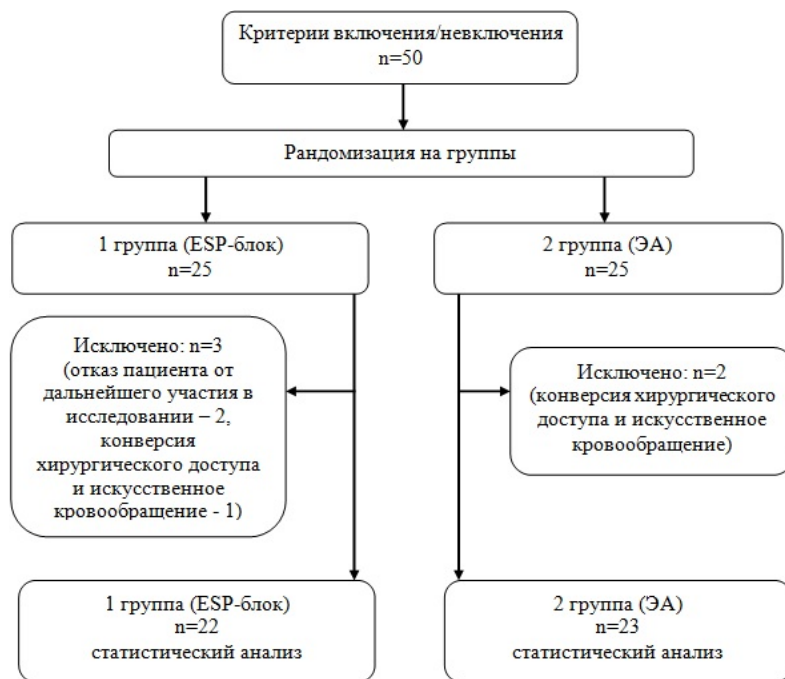 Критерии включения/невключения
n=50
Рандомизация на группы
1 группа (ESP-блок)
n=25
2 группа (ЭА)
n=25
Исключено: n=3
(отказ пациента от
дальнейшего участия в
исследовании – 2,
конверсия
хирургического доступа
и искусственное
кровообращение - 1)
Исключено: n=2
(конверсия хирургического
доступа и искусственное
кровообращение)
1 группа (ESP-блок)
n=22
статистический анализ
2 группа (ЭА)
n=23
статистический анализ